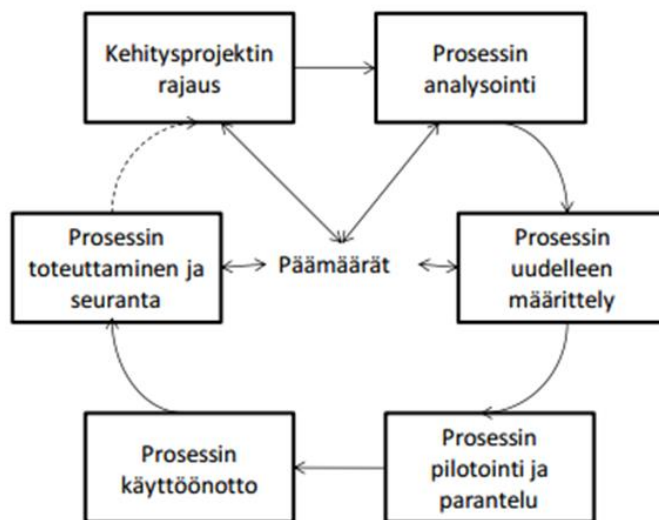 Kehitysprojektin
rajaus
Prosessin
analysointi
Prosessin
toteuttaminen ja
seuranta
Päämäärät
Prosessin
uudelleen
määrittely
Prosessin
käyttöönotto
Prosessin
pilotointi ja
parantelu